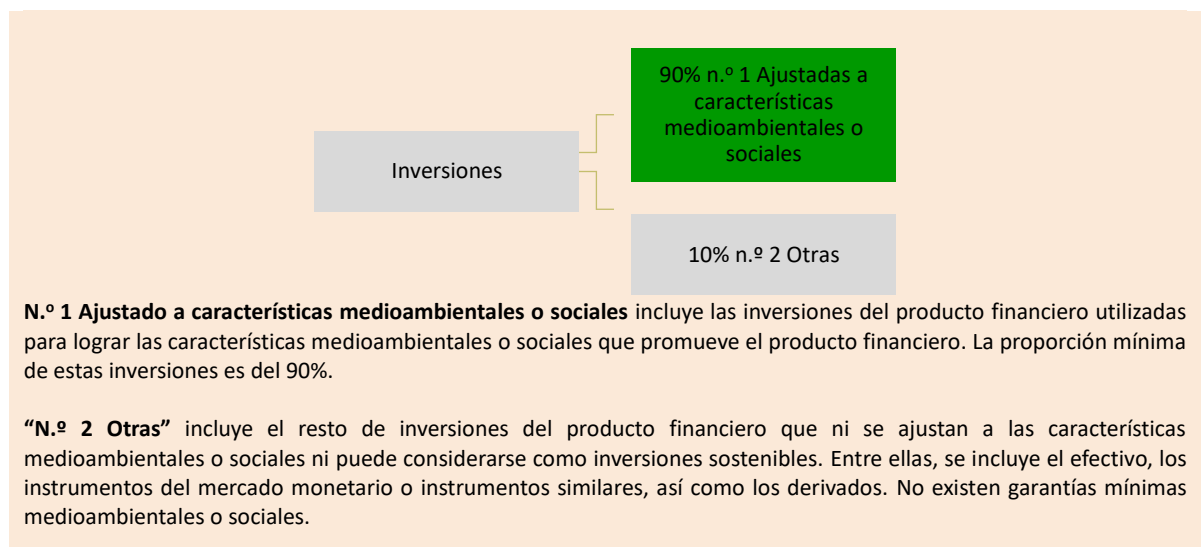 90% n.º 1 Ajustadas a
características
medioambientales o
sociales
Inversiones
10% n.º 2 Otras
N.º 1 Ajustado a características medioambientales o sociales incluye las inversiones del producto financiero utilizadas
para lograr las características medioambientales o sociales que promueve el producto financiero. La proporción mínima
de estas inversiones es del 90%.
“N.º 2 Otras” incluye el resto de inversiones del producto financiero que ni se ajustan a las características
medioambientales o sociales ni puede considerarse como inversiones sostenibles. Entre ellas, se incluye el efectivo, los
instrumentos del mercado monetario o instrumentos similares, así como los derivados. No existen garantías mínimas
medioambientales o sociales.